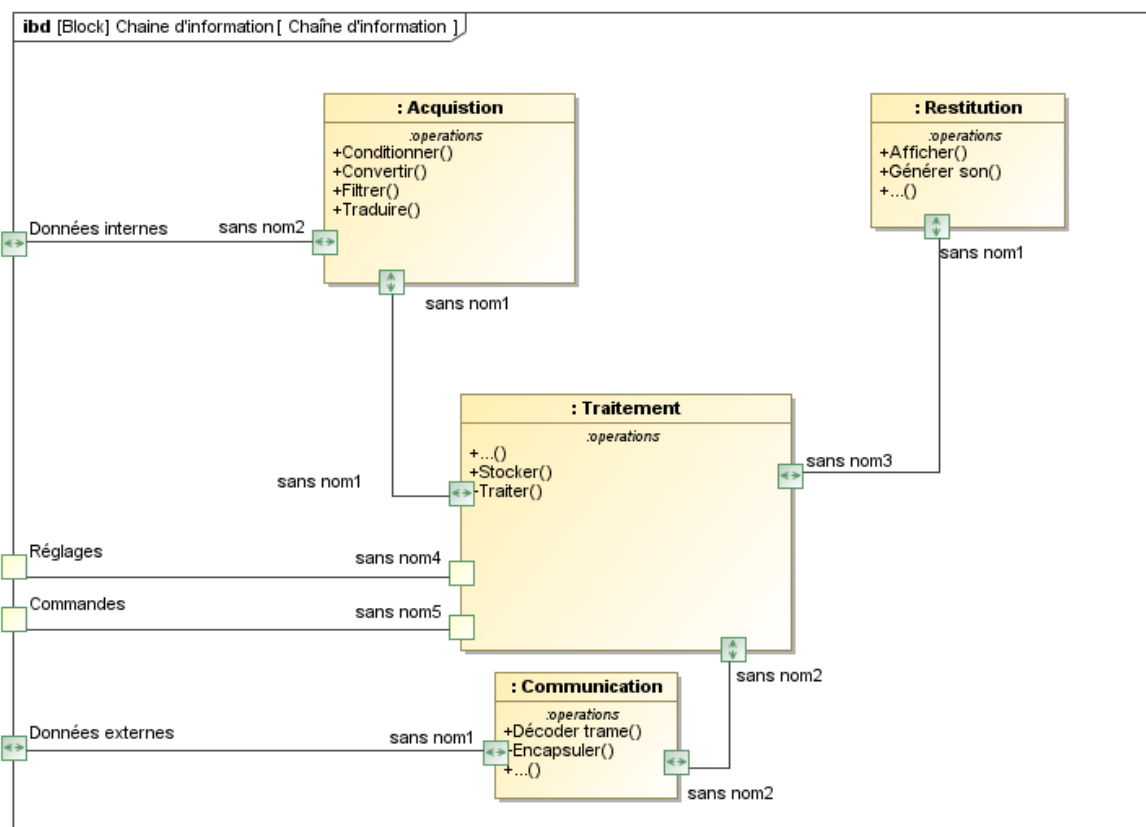 ibd [Block] Chaine d'information [ Chaîne d'information ]
: Acquistion
:operations
+Conditionner()
+Convertir()
+Filtrer()
+Traduire()
: Restitution
:operations
+Afficher()
+Générer son()
+...()
Données internes
sans nom2
sans nom1
sans nom1
: Traitement
:operations
+...()
+Stocker()
-Traiter()
sans nom3
sans nom1
Réglages
sans nom4
Commandes
sans nom5
sans nom2
: Communication
:operations
+Décoder trame()
-Encapsuler()
+...()
Données externes
sans nom1
sans nom2